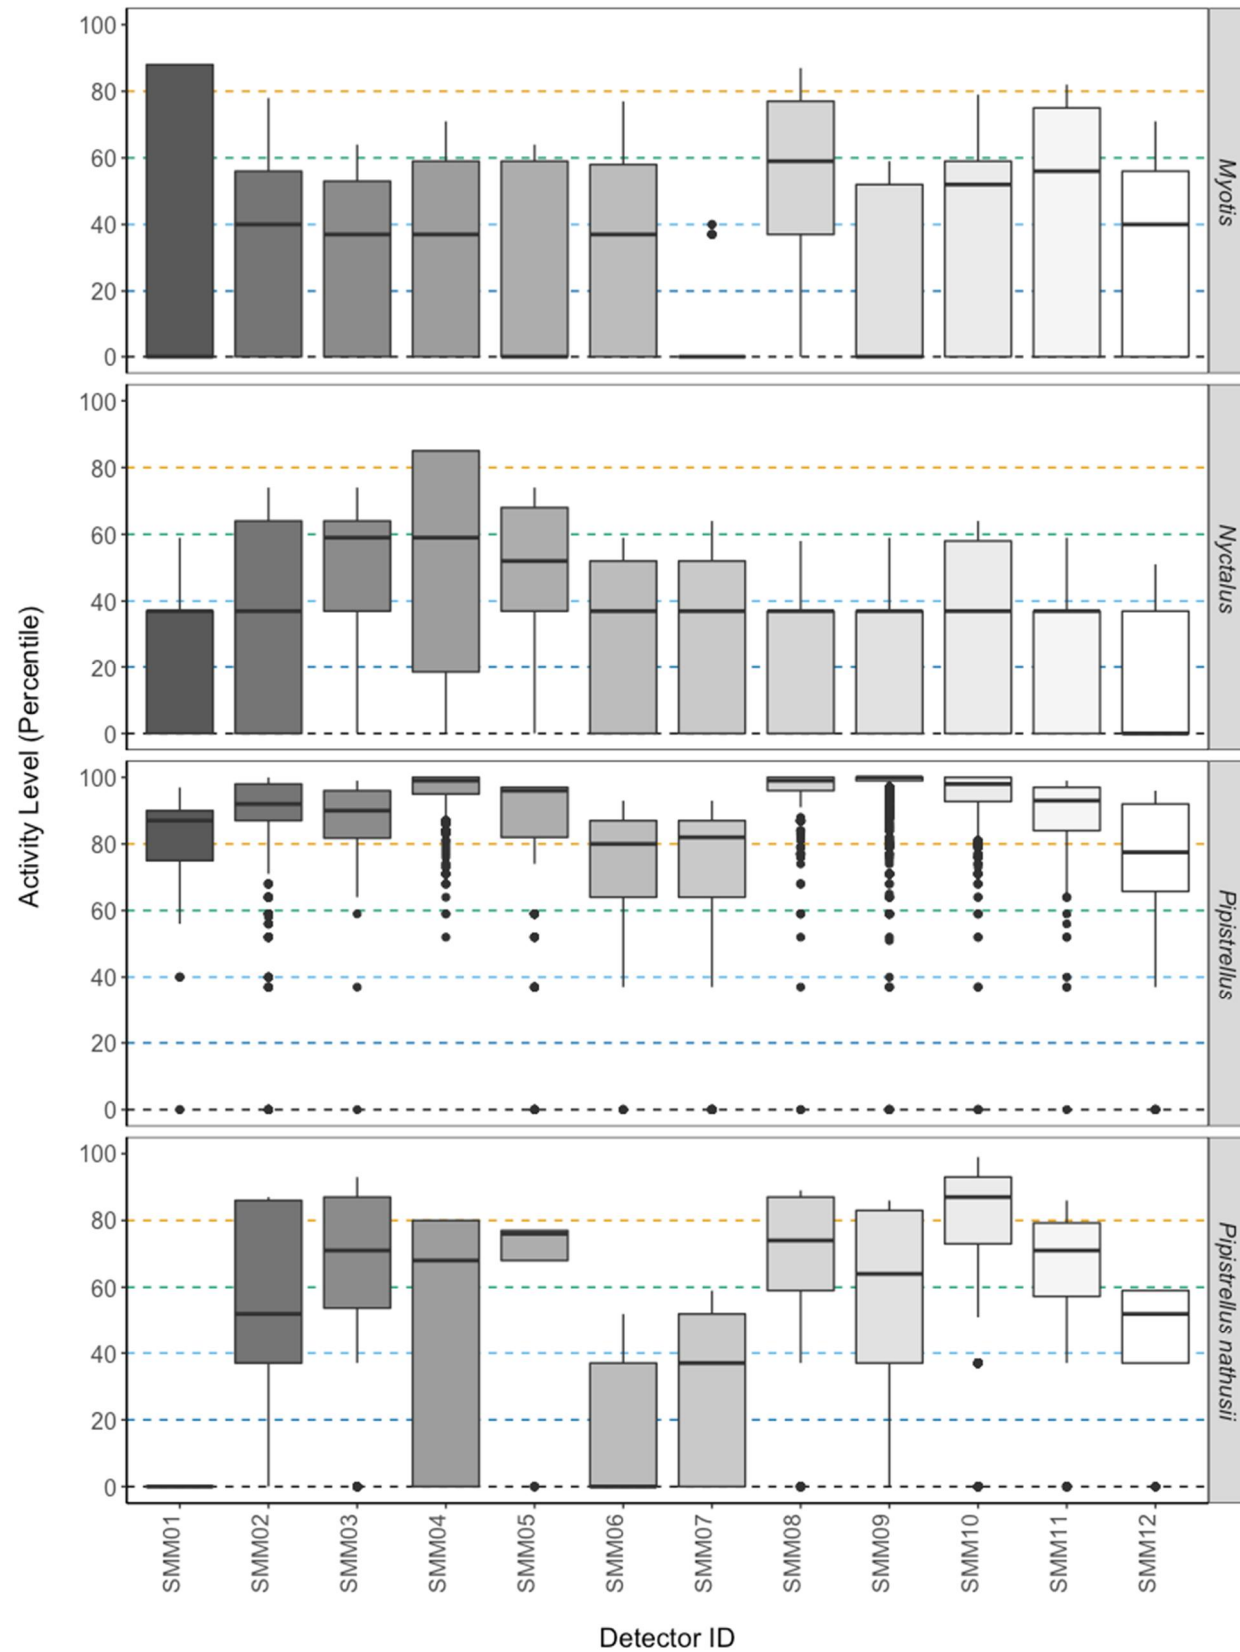 Activity Level (Percentile)
100
80
60
40
20
0
Myotis
100
80
60
40
20
0
Nyctalus
100
80
60
40
20
0
Pipistrellus
100
80
60
40
20
0
Pipistrellus nathusii
SMM01
SMM02
SMM03
SMM04
SMM05
SMM06
SMM07
SMM08
SMM09
SMM10
SMM11
SMM12
Detector ID